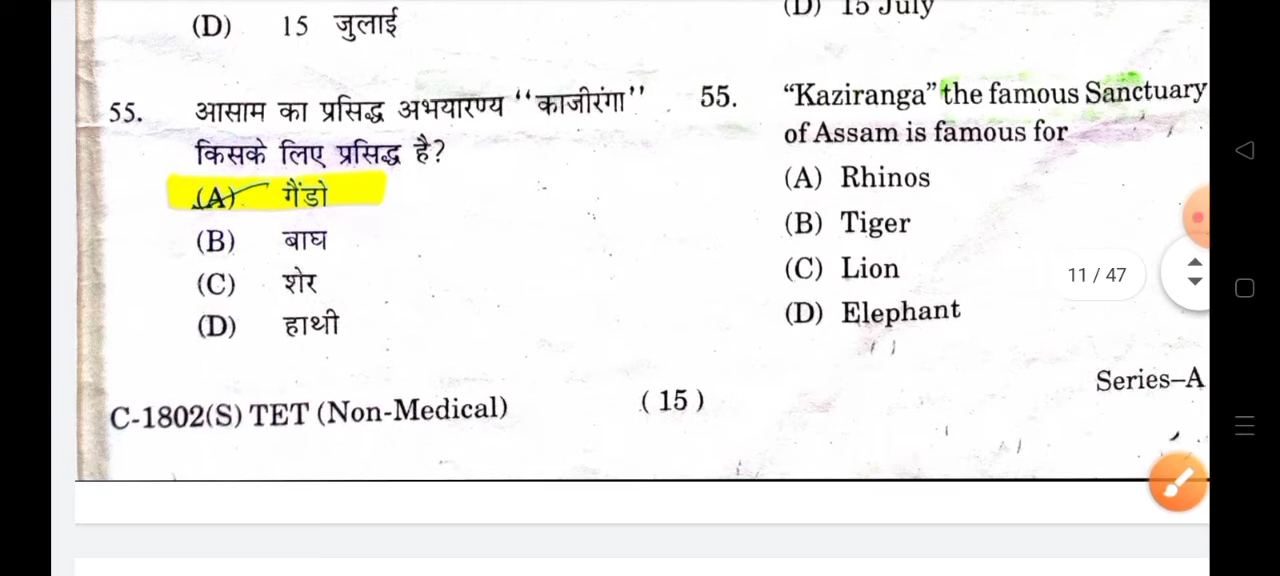 (D) 15 जुलाई
(D) 15 July
55. आसाम का प्रसिद्ध अभयारण्य ‘‘काजीरंगा’’
किसके लिए प्रसिद्ध है?
(A) गैंडो
(B) बाघ
(C) शेर
(D) हाथी
55. “Kaziranga” the famous Sanctuary
of Assam is famous for
(A) Rhinos
(B) Tiger
(C) Lion
(D) Elephant
11 / 47
Series–A
C-1802(S) TET (Non-Medical)
( 15 )